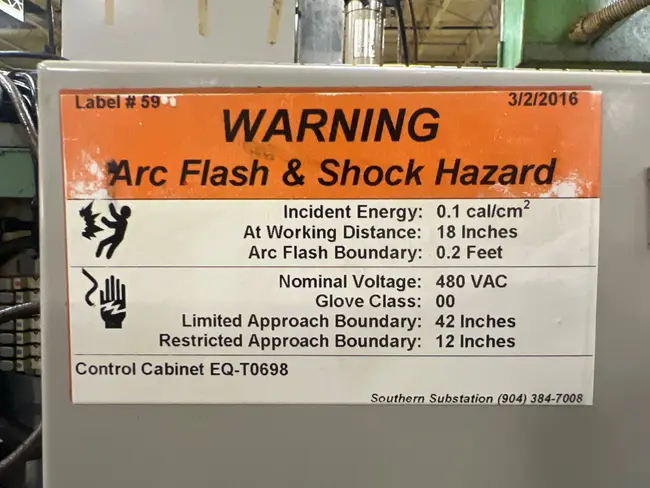 Label # 59
3/2/2016
WARNING
Arc Flash & Shock Hazard
Incident Energy: 0.1 cal/cm²
At Working Distance: 18 Inches
Arc Flash Boundary: 0.2 Feet
Nominal Voltage: 480 VAC
Glove Class: 00
Limited Approach Boundary: 42 Inches
Restricted Approach Boundary: 12 Inches
Control Cabinet EQ-T0698
Southern Substation (904) 384-7008